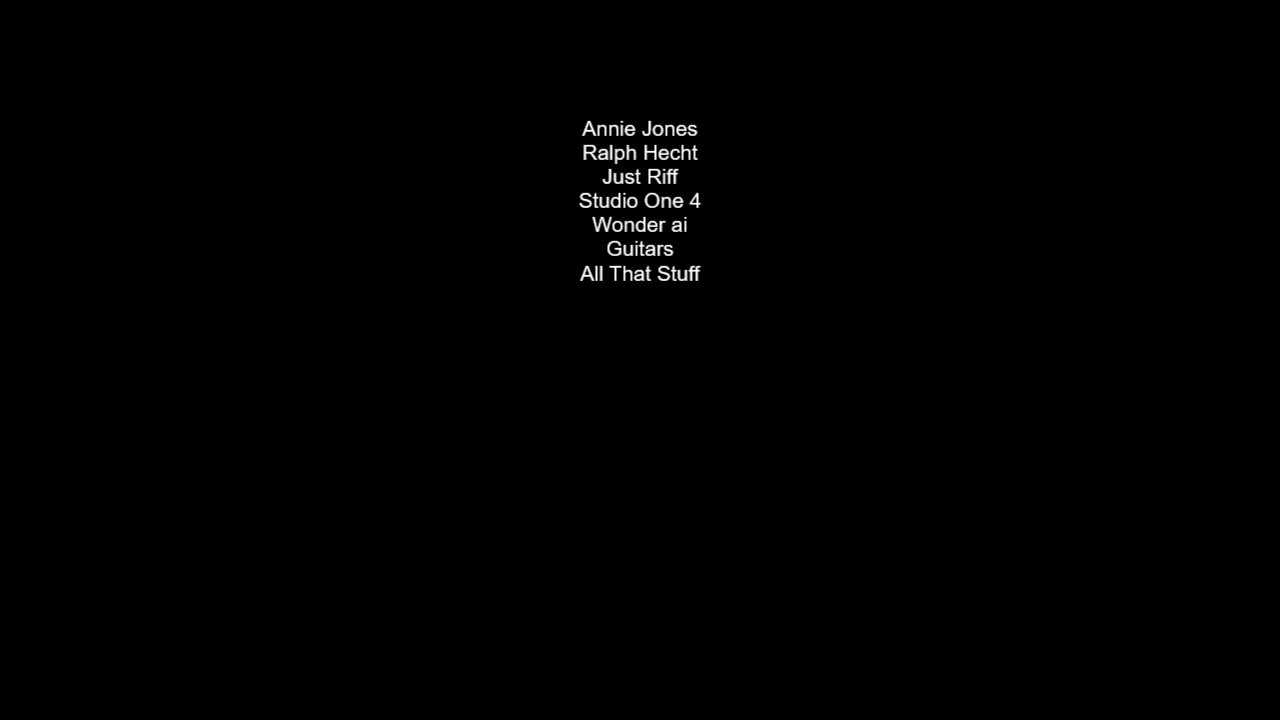 Annie Jones
Ralph Hecht
Just Riff
Studio One 4
Wonder ai
Guitars
All That Stuff